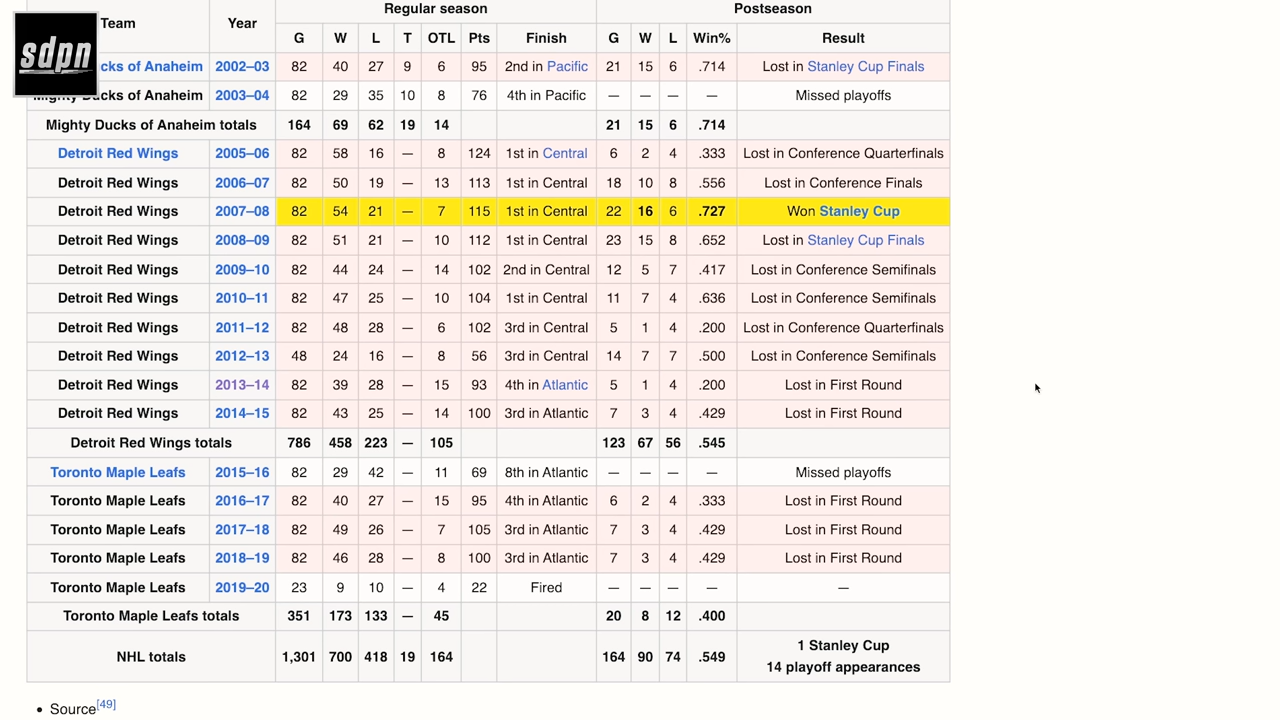 Regular season Postseason
Team Year G W L T OTL Pts Finish G W L Win% Result
sdpn
cks of Anaheim 2002–03 82 40 27 9 6 95 2nd in Pacific 21 15 6 .714 Lost in Stanley Cup Finals
Mighty Ducks of Anaheim 2003–04 82 29 35 10 8 76 4th in Pacific — — — — Missed playoffs
Mighty Ducks of Anaheim totals 164 69 62 19 14 21 15 6 .714
Detroit Red Wings 2005–06 82 58 16 — 8 124 1st in Central 6 2 4 .333 Lost in Conference Quarterfinals
Detroit Red Wings 2006–07 82 50 19 — 13 113 1st in Central 18 10 8 .556 Lost in Conference Finals
Detroit Red Wings 2007–08 82 54 21 — 7 115 1st in Central 22 16 6 .727 Won Stanley Cup
Detroit Red Wings 2008–09 82 51 21 — 10 112 1st in Central 23 15 8 .652 Lost in Stanley Cup Finals
Detroit Red Wings 2009–10 82 44 24 — 14 102 2nd in Central 12 5 7 .417 Lost in Conference Semifinals
Detroit Red Wings 2010–11 82 47 25 — 10 104 1st in Central 11 7 4 .636 Lost in Conference Semifinals
Detroit Red Wings 2011–12 82 48 28 — 6 102 3rd in Central 5 1 4 .200 Lost in Conference Quarterfinals
Detroit Red Wings 2012–13 48 24 16 — 8 56 3rd in Central 14 7 7 .500 Lost in Conference Semifinals
Detroit Red Wings 2013–14 82 39 28 — 15 93 4th in Atlantic 5 1 4 .200 Lost in First Round
Detroit Red Wings 2014–15 82 43 25 — 14 100 3rd in Atlantic 7 3 4 .429 Lost in First Round
Detroit Red Wings totals 786 458 223 — 105 123 67 56 .545
Toronto Maple Leafs 2015–16 82 29 42 — 11 69 8th in Atlantic — — — — Missed playoffs
Toronto Maple Leafs 2016–17 82 40 27 — 15 95 4th in Atlantic 6 2 4 .333 Lost in First Round
Toronto Maple Leafs 2017–18 82 49 26 — 7 105 3rd in Atlantic 7 3 4 .429 Lost in First Round
Toronto Maple Leafs 2018–19 82 46 28 — 8 100 3rd in Atlantic 7 3 4 .429 Lost in First Round
Toronto Maple Leafs 2019–20 23 9 10 — 4 22 Fired — — — — —
Toronto Maple Leafs totals 351 173 133 — 45 20 8 12 .400
NHL totals 1,301 700 418 19 164 164 90 74 .549 1 Stanley Cup
14 playoff appearances
• Source[49]